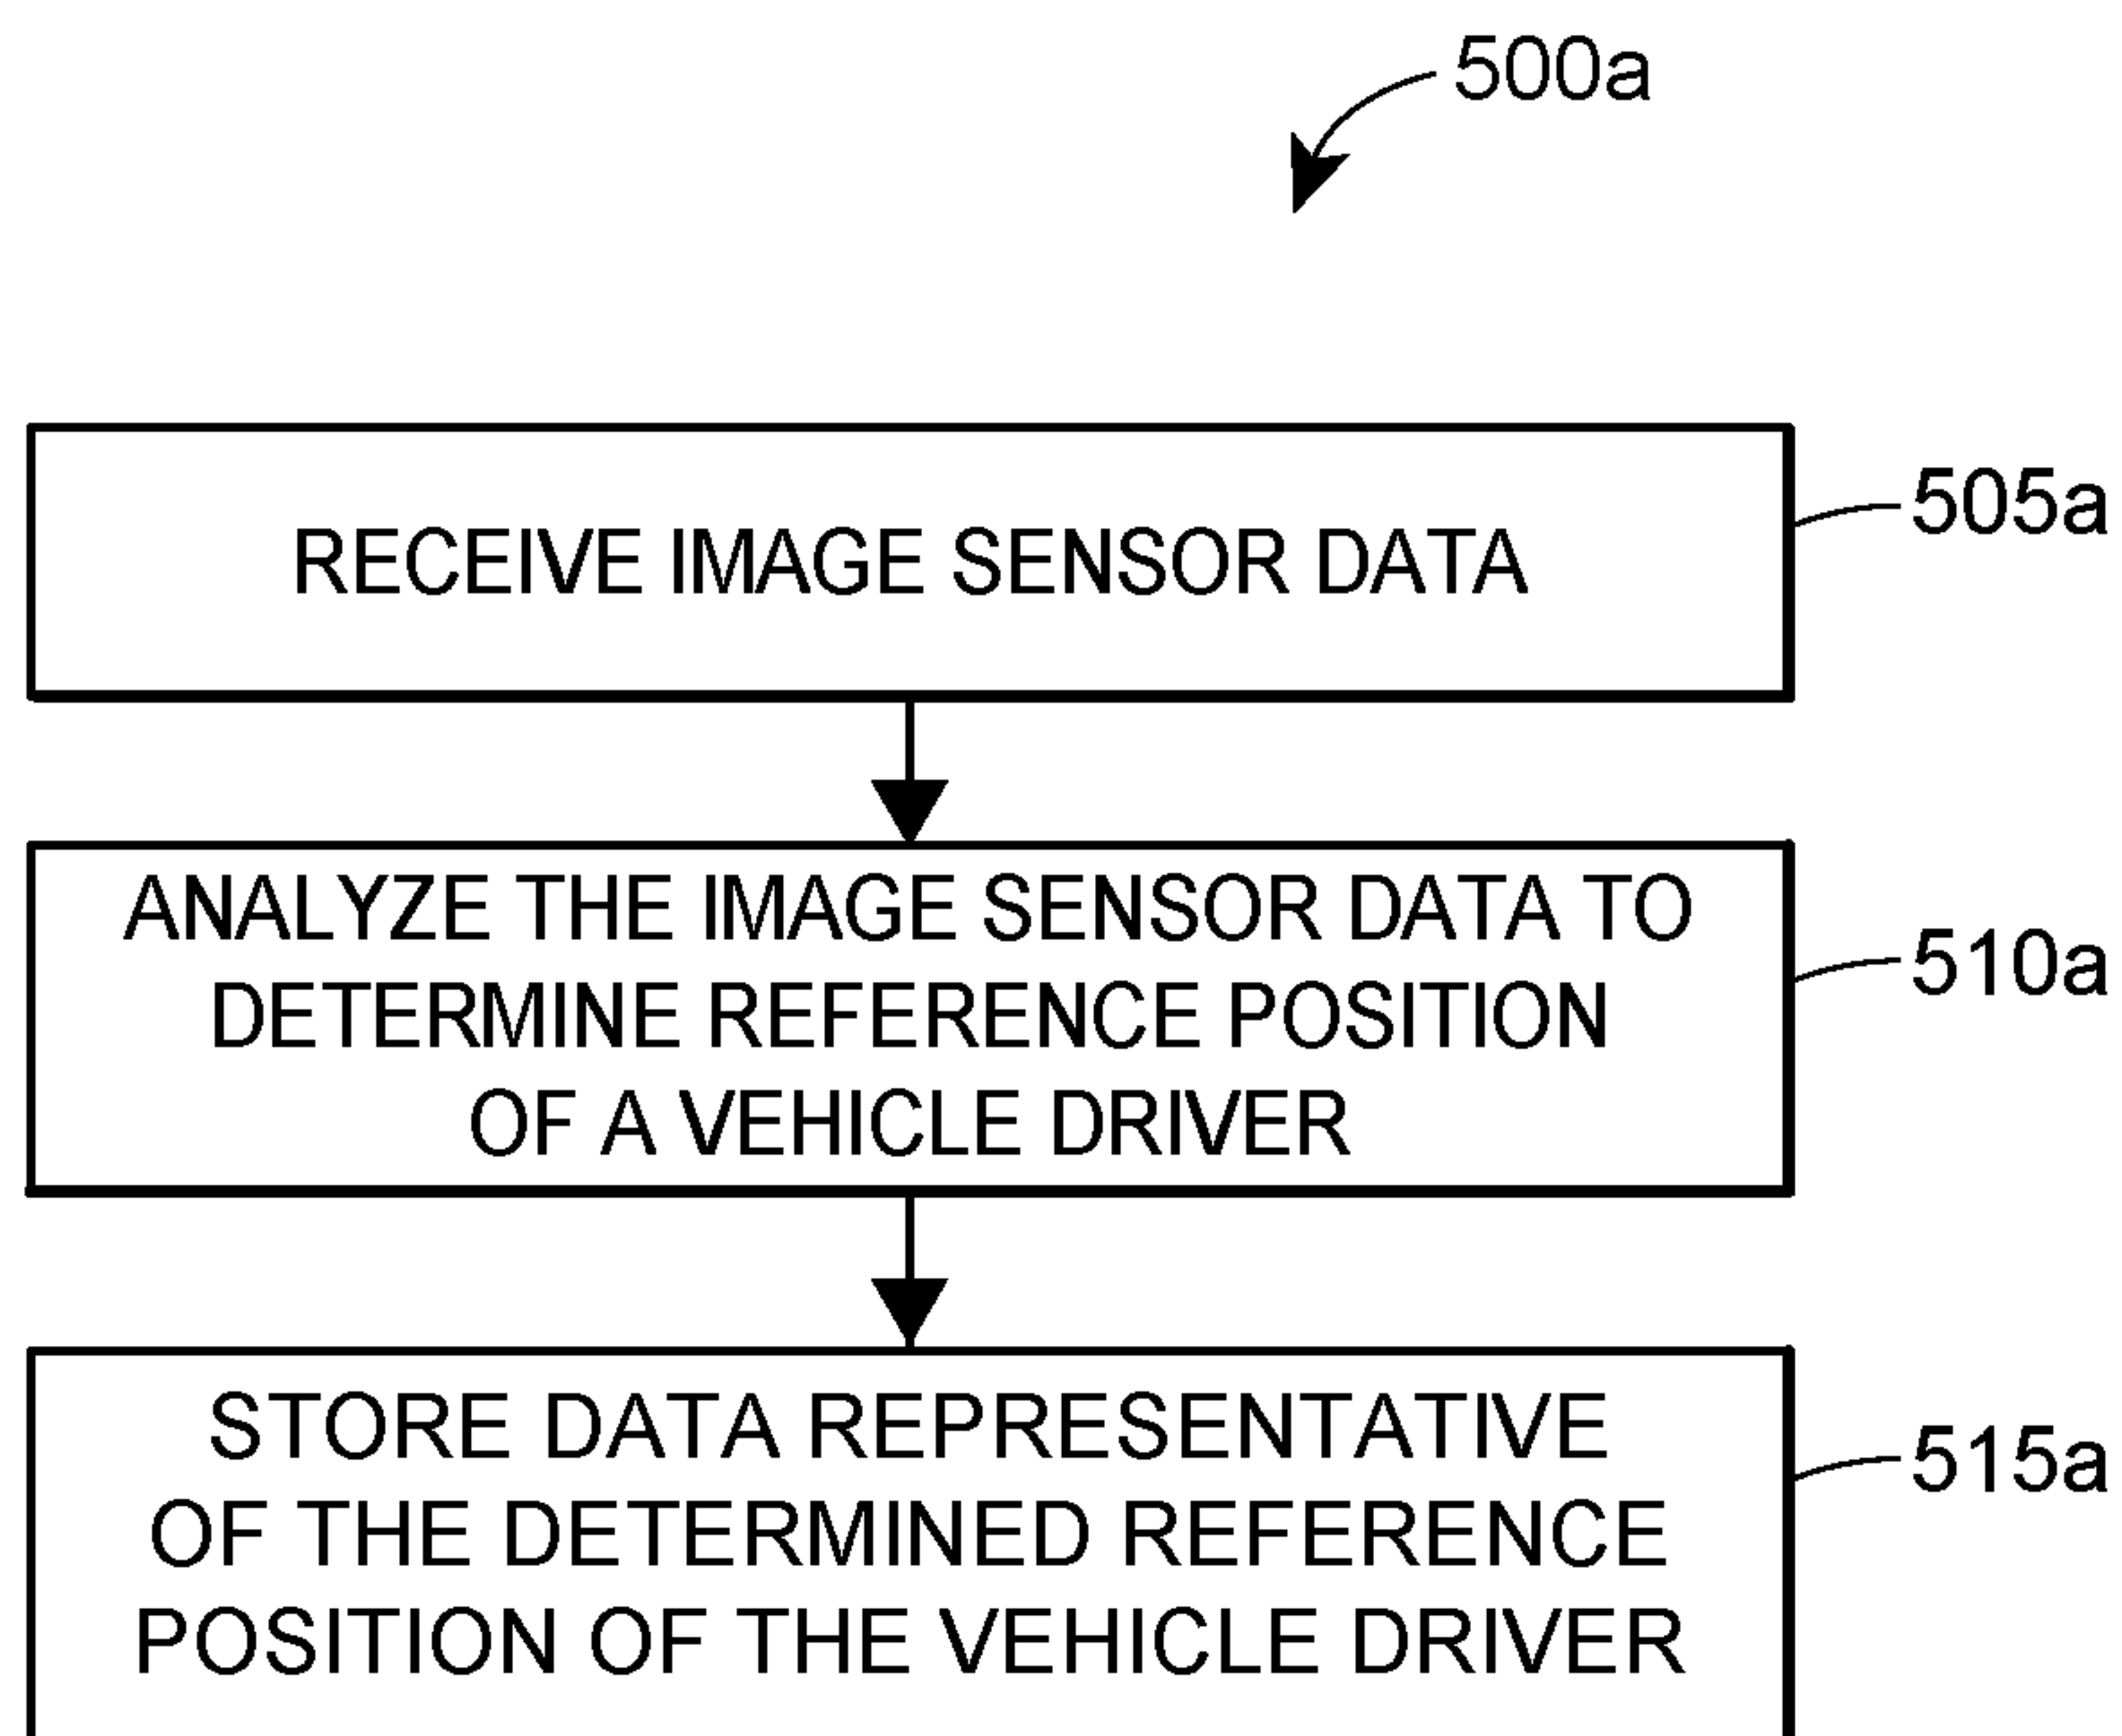 500a
RECEIVE IMAGE SENSOR DATA
505a
ANALYZE THE IMAGE SENSOR DATA TO
DETERMINE REFERENCE POSITION
OF A VEHICLE DRIVER
510a
STORE DATA REPRESENTATIVE
OF THE DETERMINED REFERENCE
POSITION OF THE VEHICLE DRIVER
515a